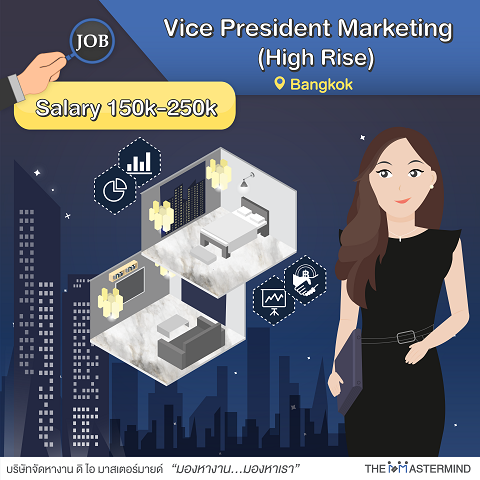 JOB
Vice President Marketing
(High Rise)
Bangkok
Salary 150k-250k
บริษัทจัดหางาน ดิ ไอ มาสเตอร์มายด์ “มองหางาน...มองหาเรา”
THE MASTERMIND